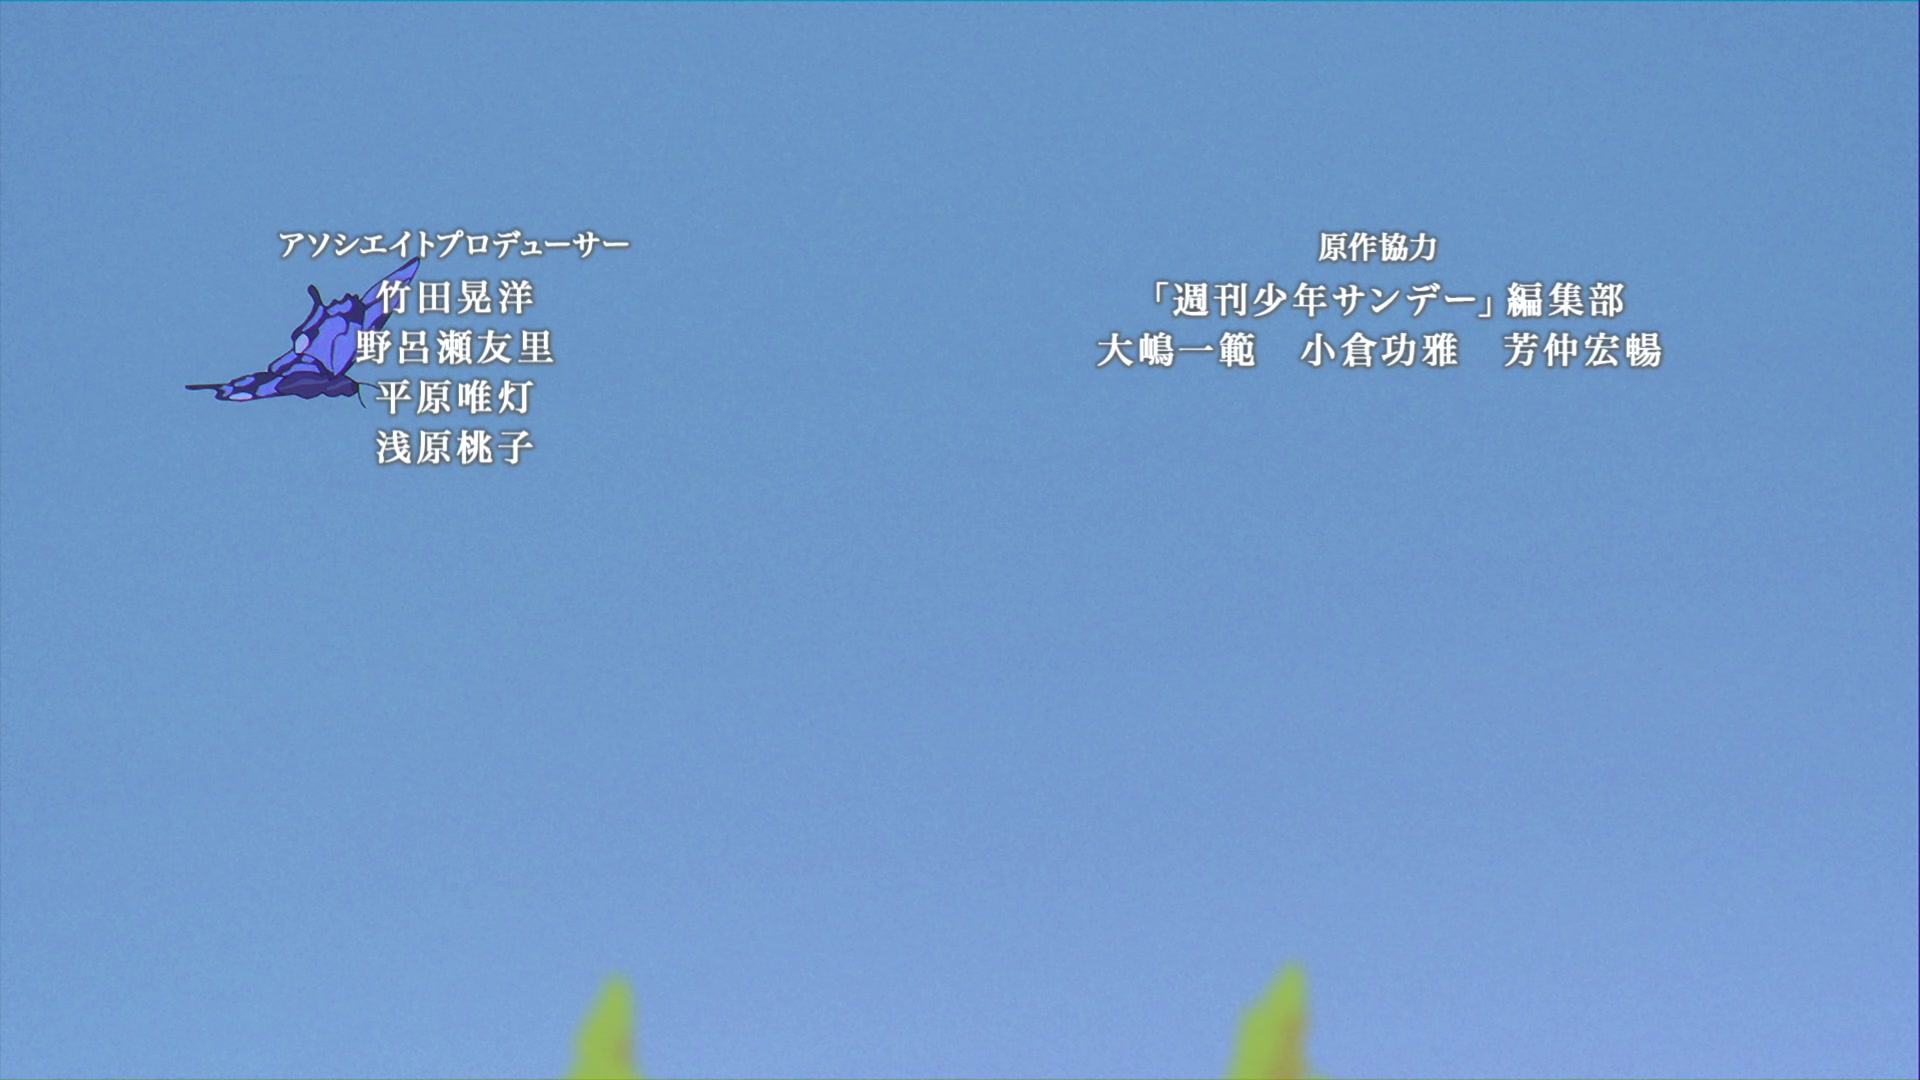 アソシエイトプロデューサー
竹田晃洋
野呂瀬友里
平原唯灯
浅原桃子
原作協力
「週刊少年サンデー」編集部
大嶋一範　小倉功雅　芳仲宏暢